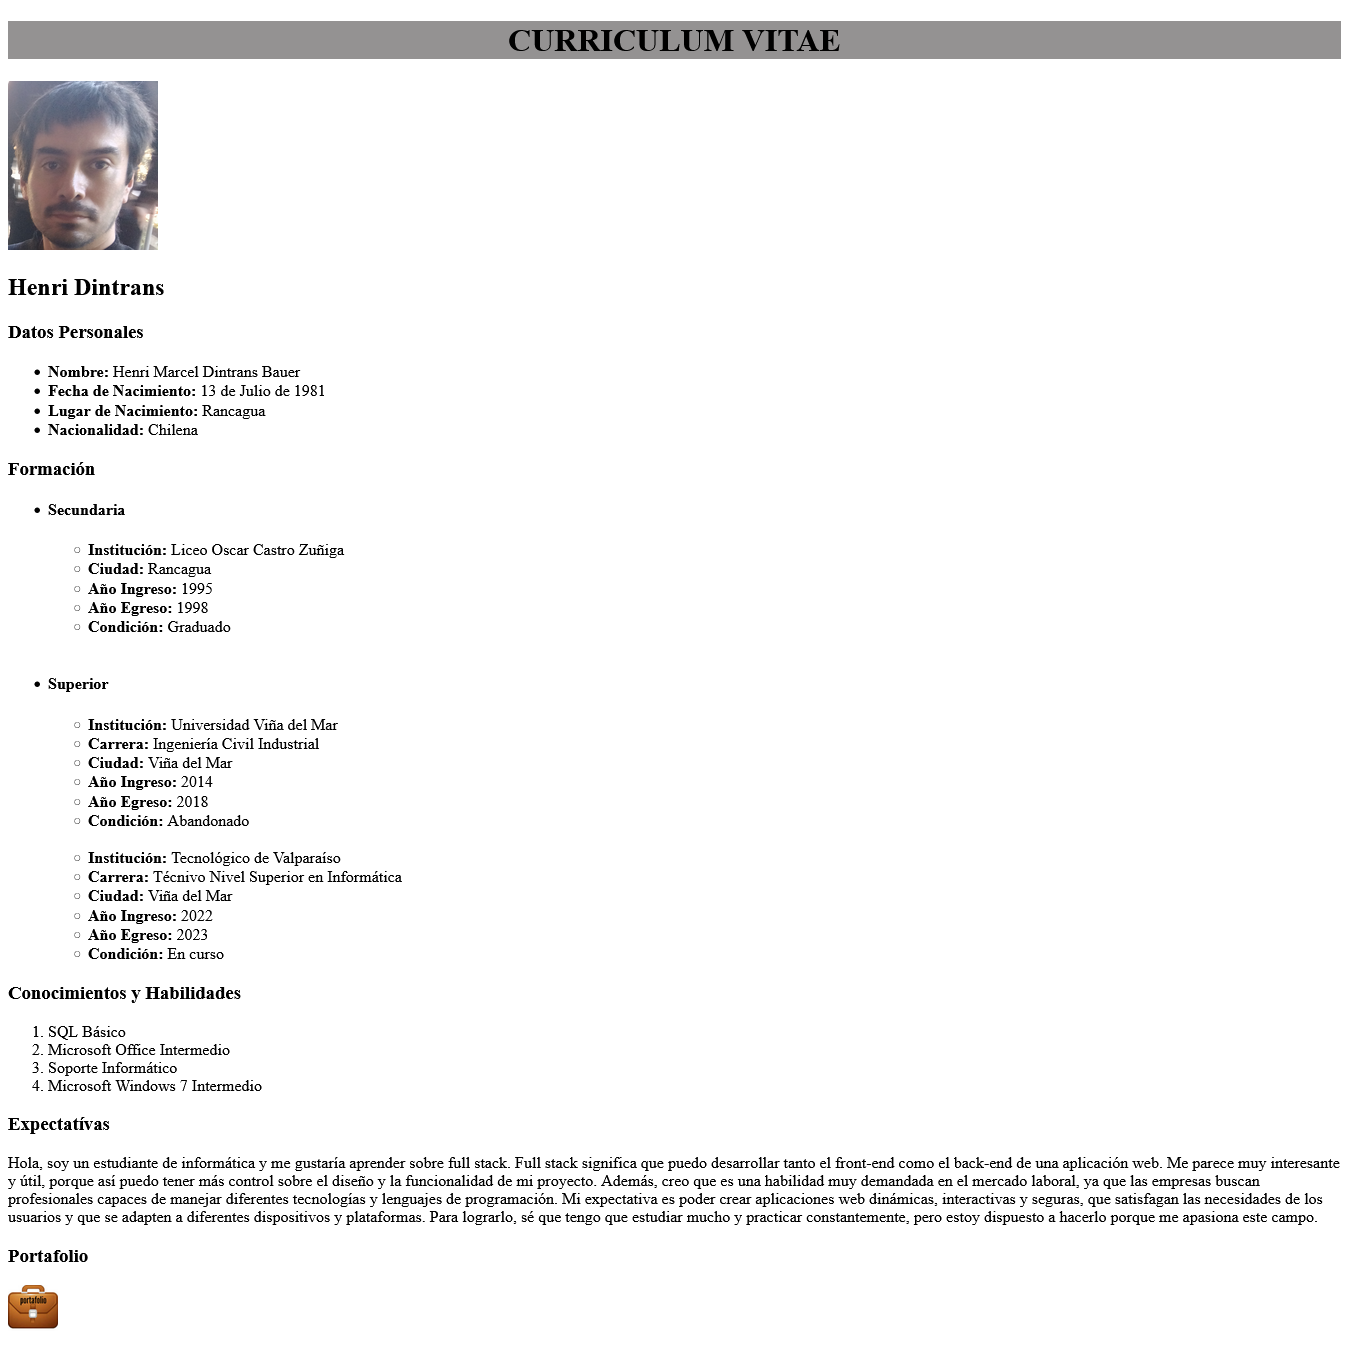 CURRICULUM VITAE
Henri Dintrans
Datos Personales
Nombre: Henri Marcel Dintrans Bauer
Fecha de Nacimiento: 13 de Julio de 1981
Lugar de Nacimiento: Rancagua
Nacionalidad: Chilena
Formación
Secundaria
Institución: Liceo Oscar Castro Zuñiga
Ciudad: Rancagua
Año Ingreso: 1995
Año Egreso: 1998
Condición: Graduado
Superior
Institución: Universidad Viña del Mar
Carrera: Ingeniería Civil Industrial
Ciudad: Viña del Mar
Año Ingreso: 2014
Año Egreso: 2018
Condición: Abandonado
Institución: Tecnológico de Valparaíso
Carrera: Técnivo Nivel Superior en Informática
Ciudad: Viña del Mar
Año Ingreso: 2022
Año Egreso: 2023
Condición: En curso
Conocimientos y Habilidades
1. SQL Básico
2. Microsoft Office Intermedio
3. Soporte Informático
4. Microsoft Windows 7 Intermedio
Expectatívas
Hola, soy un estudiante de informática y me gustaría aprender sobre full stack. Full stack significa que puedo desarrollar tanto el front-end como el back-end de una aplicación web. Me parece muy interesante
y útil, porque así puedo tener más control sobre el diseño y la funcionalidad de mi proyecto. Además, creo que es una habilidad muy demandada en el mercado laboral, ya que las empresas buscan
profesionales capaces de manejar diferentes tecnologías y lenguajes de programación. Mi expectativa es poder crear aplicaciones web dinámicas, interactivas y seguras, que satisfagan las necesidades de los
usuarios y que se adapten a diferentes dispositivos y plataformas. Para lograrlo, sé que tengo que estudiar mucho y practicar constantemente, pero estoy dispuesto a hacerlo porque me apasiona este campo.
Portafolio
portafolio